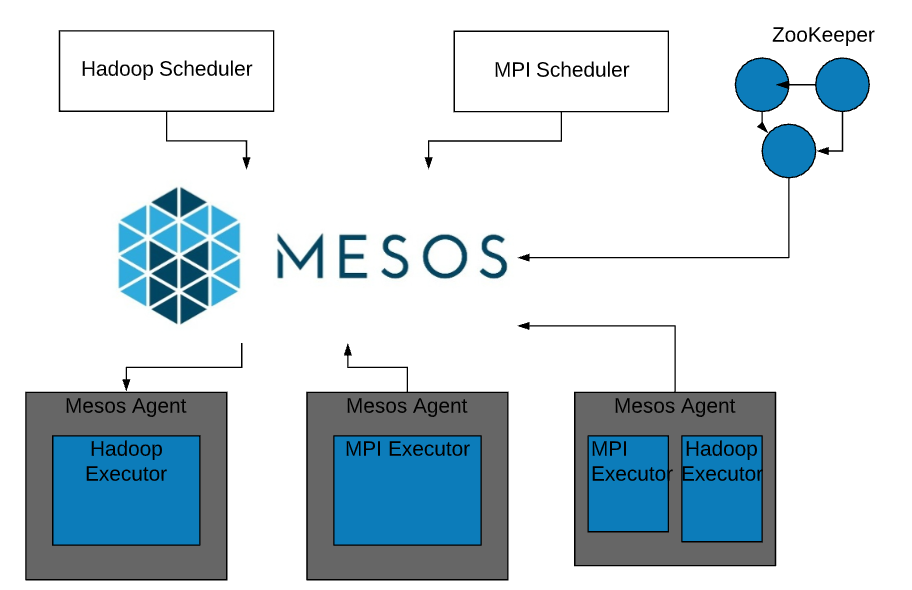 ZooKeeper
Hadoop Scheduler
MPI Scheduler
MESOS
Mesos Agent
Hadoop
Executor
Mesos Agent
MPI Executor
Mesos Agent
MPI
Executor
Hadoop
Executor